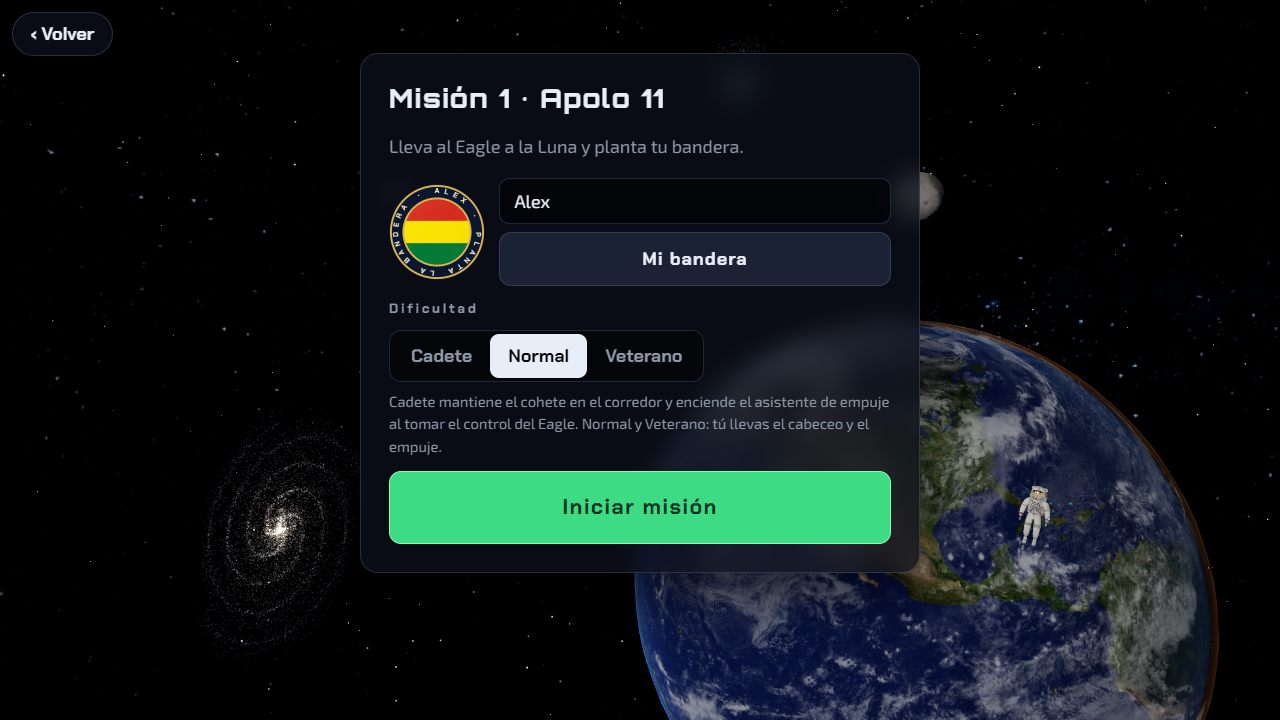 ‹ Volver
Misión 1 · Apolo 11
Lleva al Eagle a la Luna y planta tu bandera.
· ALEX · PLANTA LA BANDERA
Alex
Mi bandera
Dificultad
Cadete Normal Veterano
Cadete mantiene el cohete en el corredor y enciende el asistente de empuje
al tomar el control del Eagle. Normal y Veterano: tú llevas el cabeceo y el
empuje.
Iniciar misión